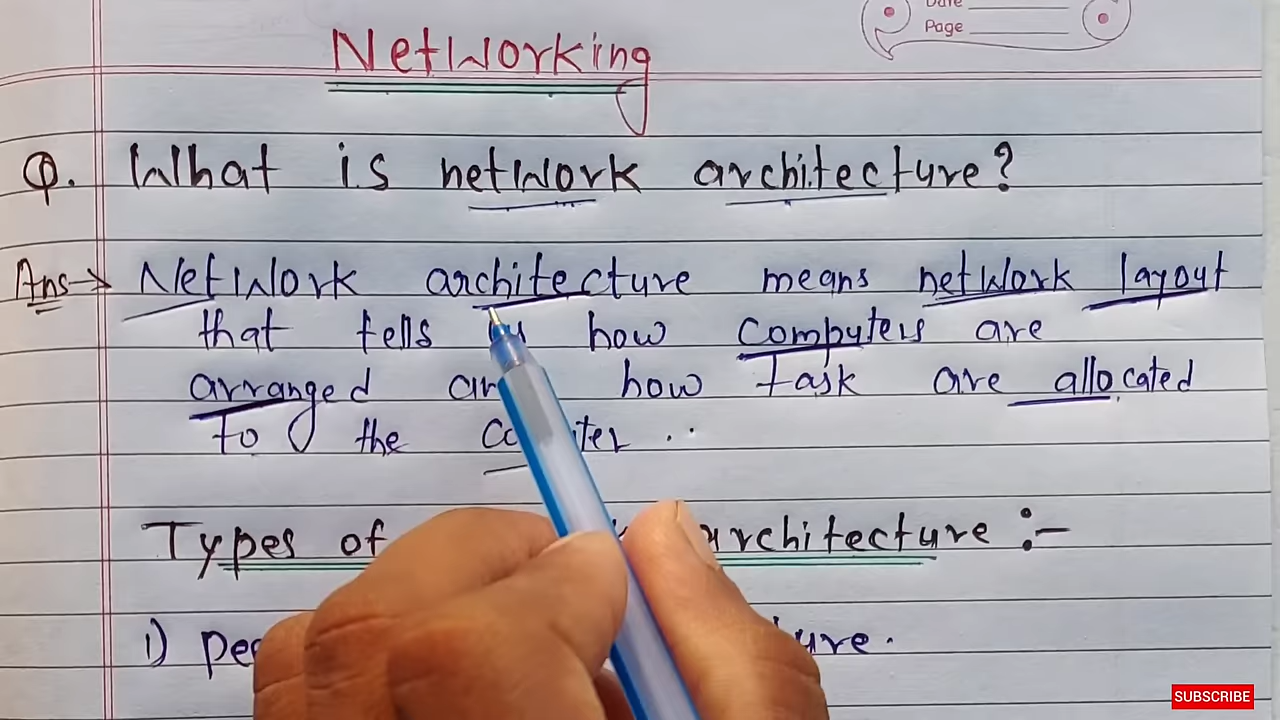 Date
Page
Networking
Q. What is network architecture?
Ans→ Network architecture means network layout
that tells how computers are
arranged how task are allocated
to the ..
Types of architecture :-
1)
SUBSCRIBE